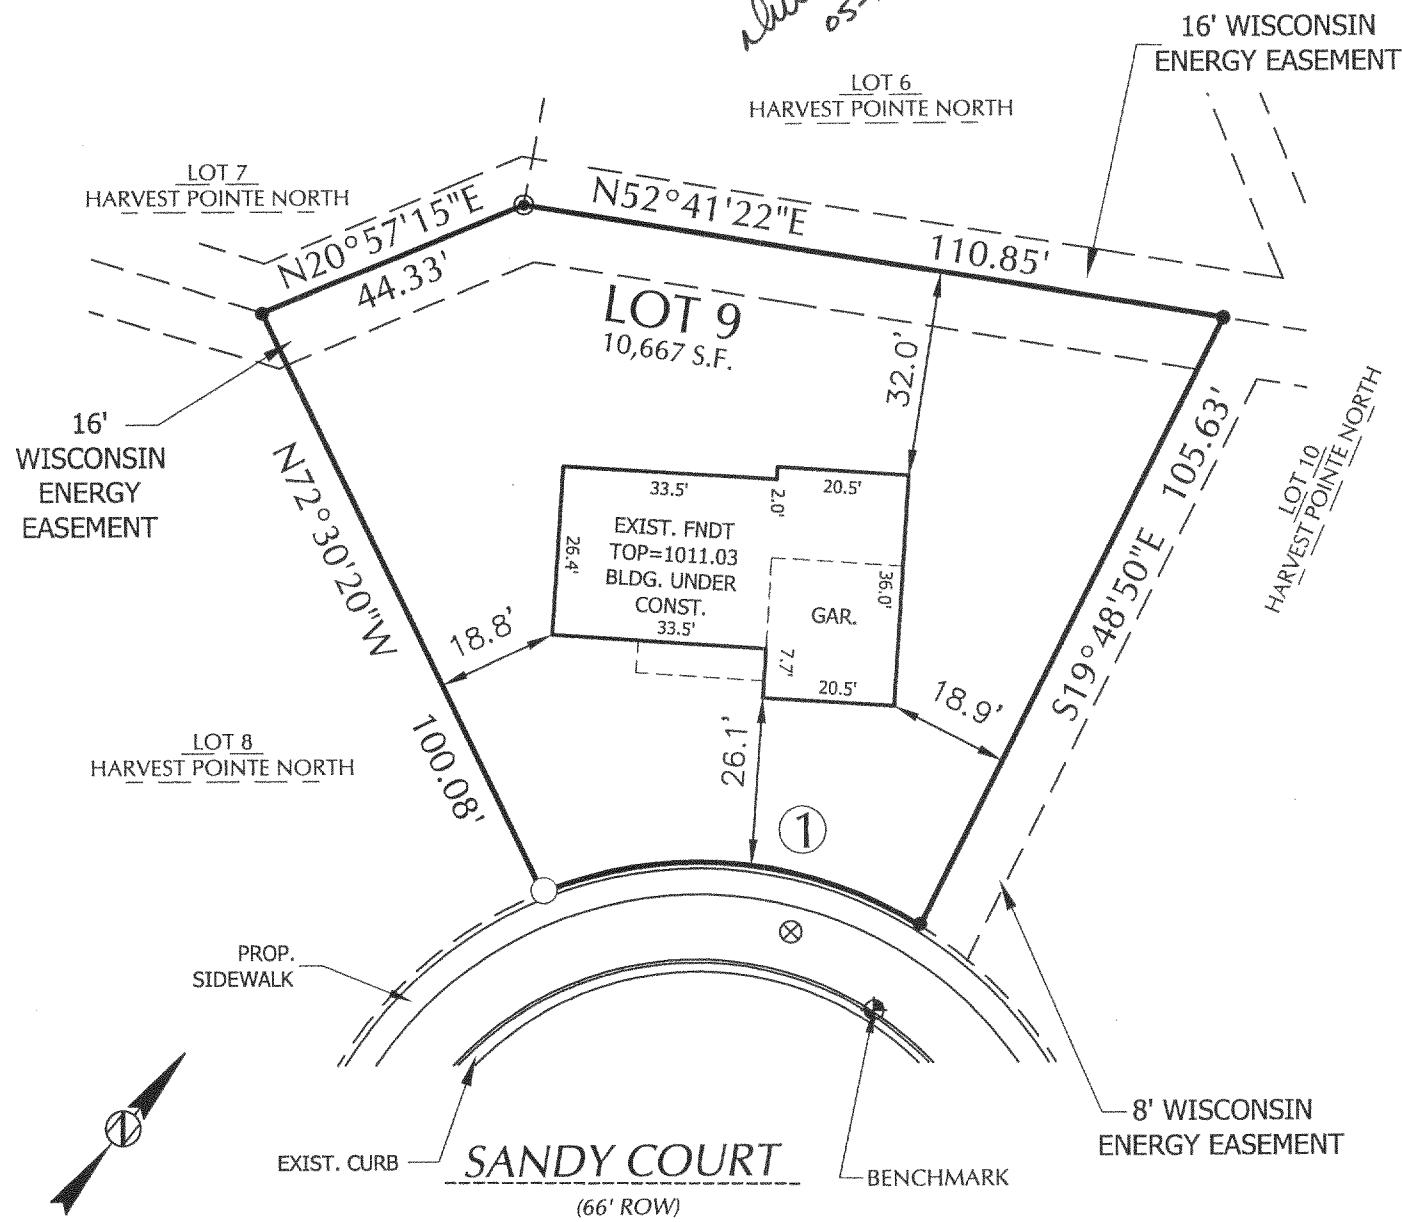 05-
16' WISCONSIN
ENERGY EASEMENT
LOT 6
HARVEST POINTE NORTH
LOT 7
HARVEST POINTE NORTH
N20°57'15"E
44.33'
N52°41'22"E
110.85'
LOT 9
10,667 S.F.
32.0'
16'
WISCONSIN
ENERGY
EASEMENT
N72°30'20"W
100.08'
S19°48'50"E 105.63'
LOT 10
HARVEST POINTE NORTH
33.5'
2.0'
20.5'
EXIST. FNDT
TOP=1011.03
BLDG. UNDER
CONST.
33.5'
26.4'
36.0'
GAR.
7.7'
20.5'
18.8'
18.9'
26.1'
LOT 8
HARVEST POINTE NORTH
1
PROP.
SIDEWALK
EXIST. CURB
SANDY COURT
(66' ROW)
BENCHMARK
8' WISCONSIN
ENERGY EASEMENT